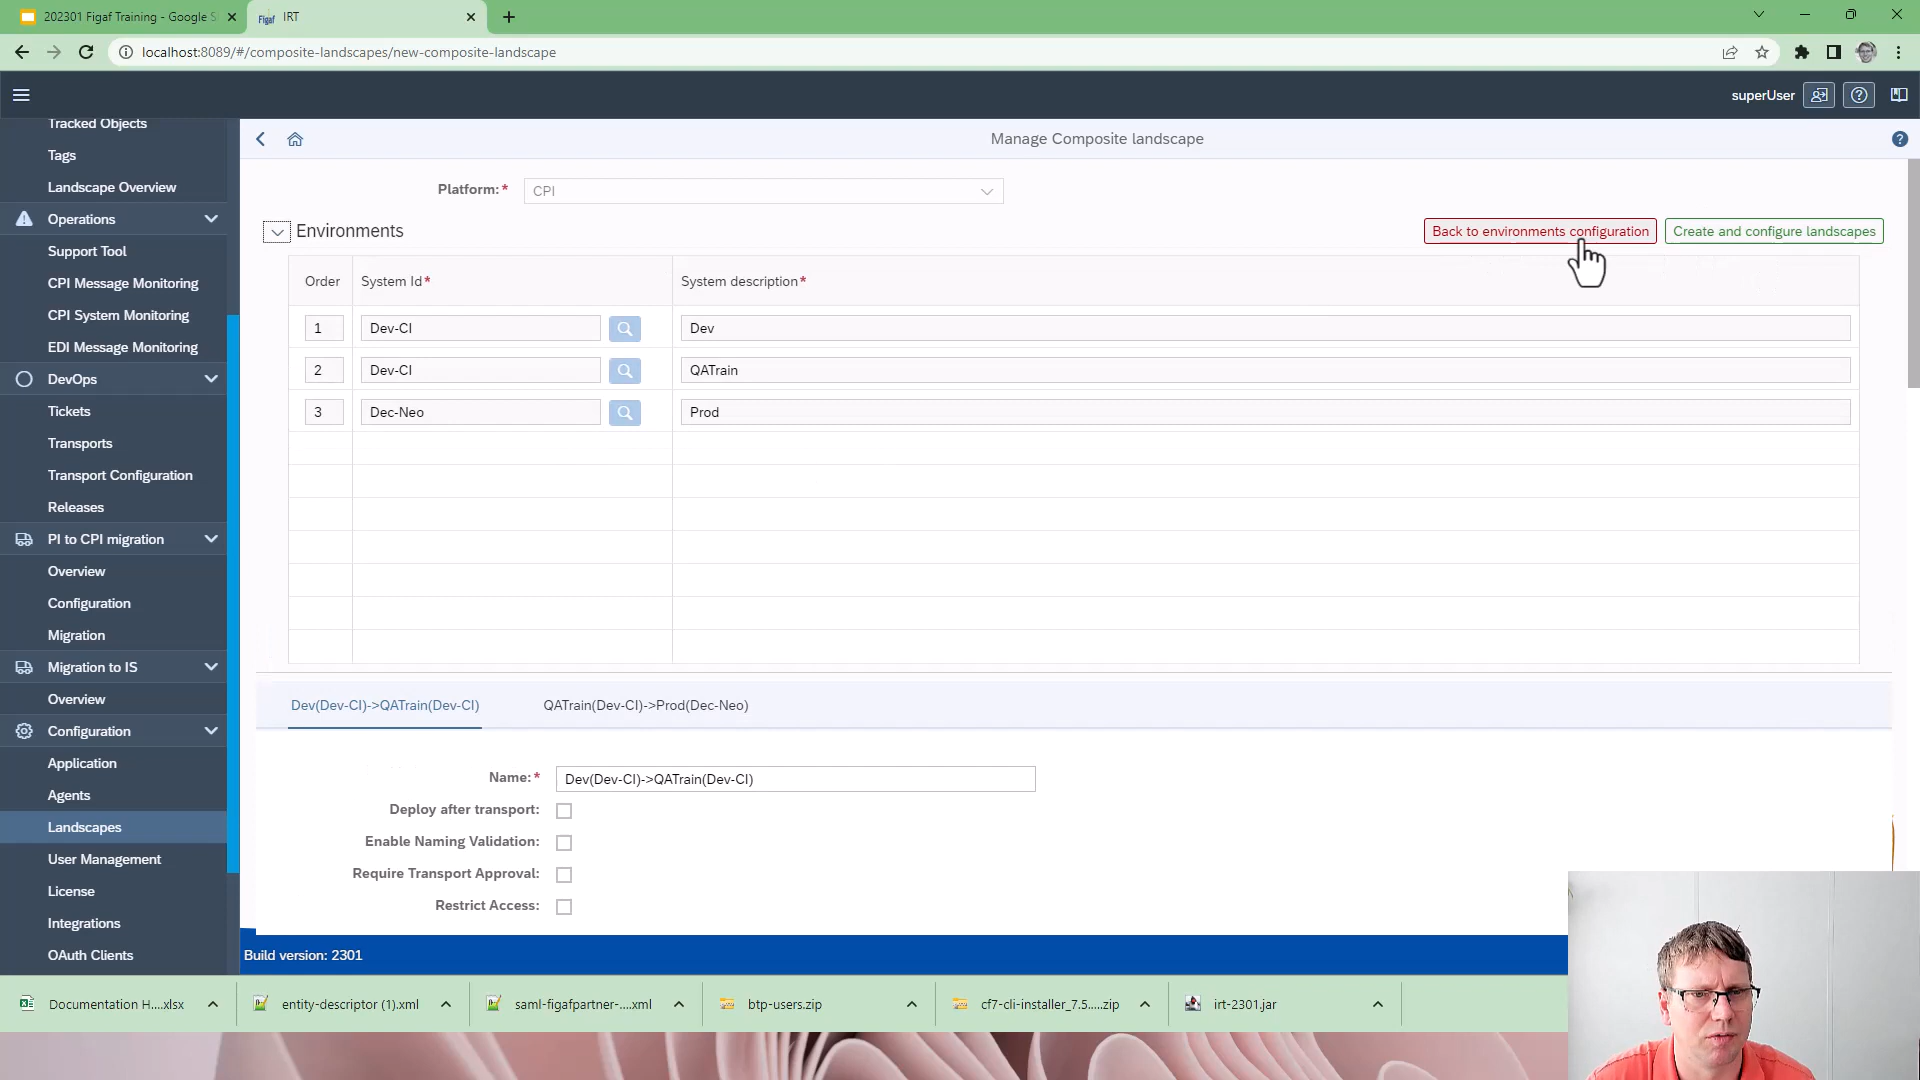 202301 Figaf Training - Google S
Figaf IRT
localhost:8089/#/composite-landscapes/new-composite-landscape
superUser
Tracked Objects
Tags
Landscape Overview
Operations
Support Tool
CPI Message Monitoring
CPI System Monitoring
EDI Message Monitoring
DevOps
Tickets
Transports
Transport Configuration
Releases
PI to CPI migration
Overview
Configuration
Migration
Migration to IS
Overview
Configuration
Application
Agents
Landscapes
User Management
License
Integrations
OAuth Clients
Manage Composite landscape
Platform:* CPI
Environments
Back to environments configuration
Create and configure landscapes
Order System Id* System description*
1 Dev-CI Dev
2 Dev-CI QATrain
3 Dec-Neo Prod
Dev(Dev-CI)->QATrain(Dev-CI) QATrain(Dev-CI)->Prod(Dec-Neo)
Name:* Dev(Dev-CI)->QATrain(Dev-CI)
Deploy after transport:
Enable Naming Validation:
Require Transport Approval:
Restrict Access:
Build version: 2301
Documentation H....xlsx
entity-descriptor (1).xml
saml-figafpartner-....xml
btp-users.zip
cf7-cli-installer_7.5.....zip
irt-2301.jar